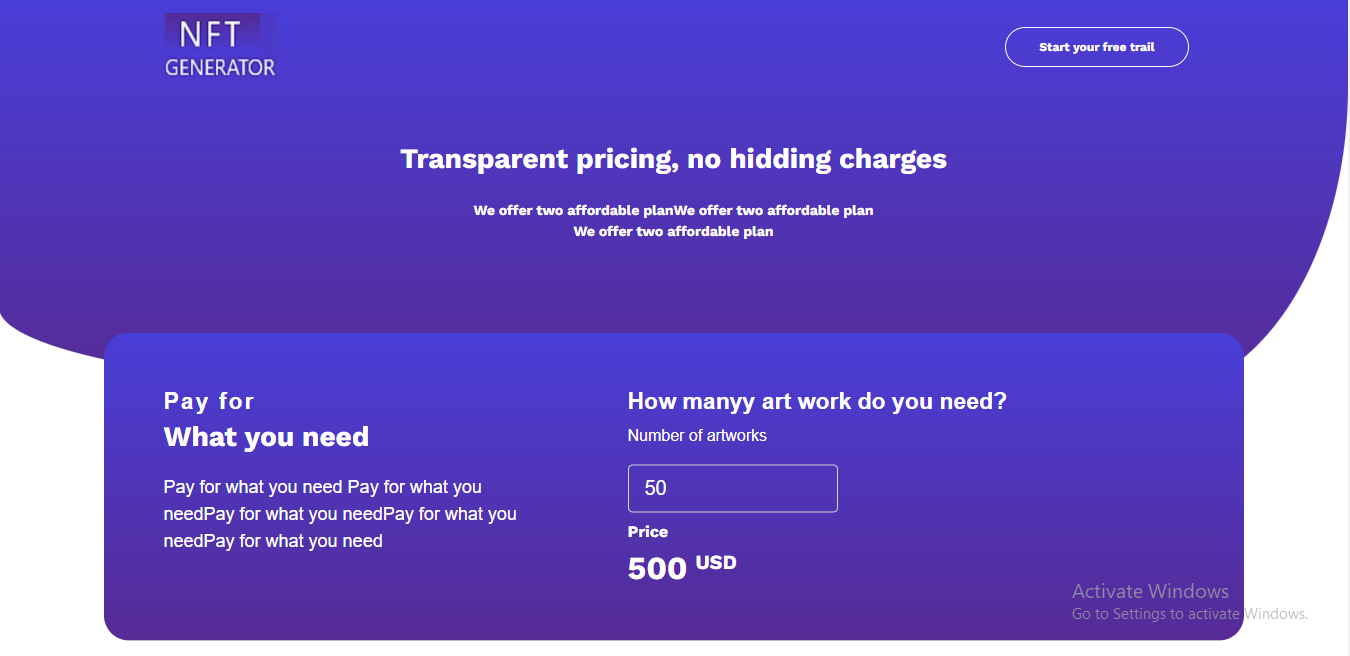 NFT
GENERATOR
Start your free trail
Transparent pricing, no hidding charges
We offer two affordable planWe offer two affordable plan
We offer two affordable plan
Pay for
What you need
Pay for what you need Pay for what you
needPay for what you needPay for what you
needPay for what you need
How manyy art work do you need?
Number of artworks
50
Price
500 USD
Activate Windows
Go to Settings to activate Windows.